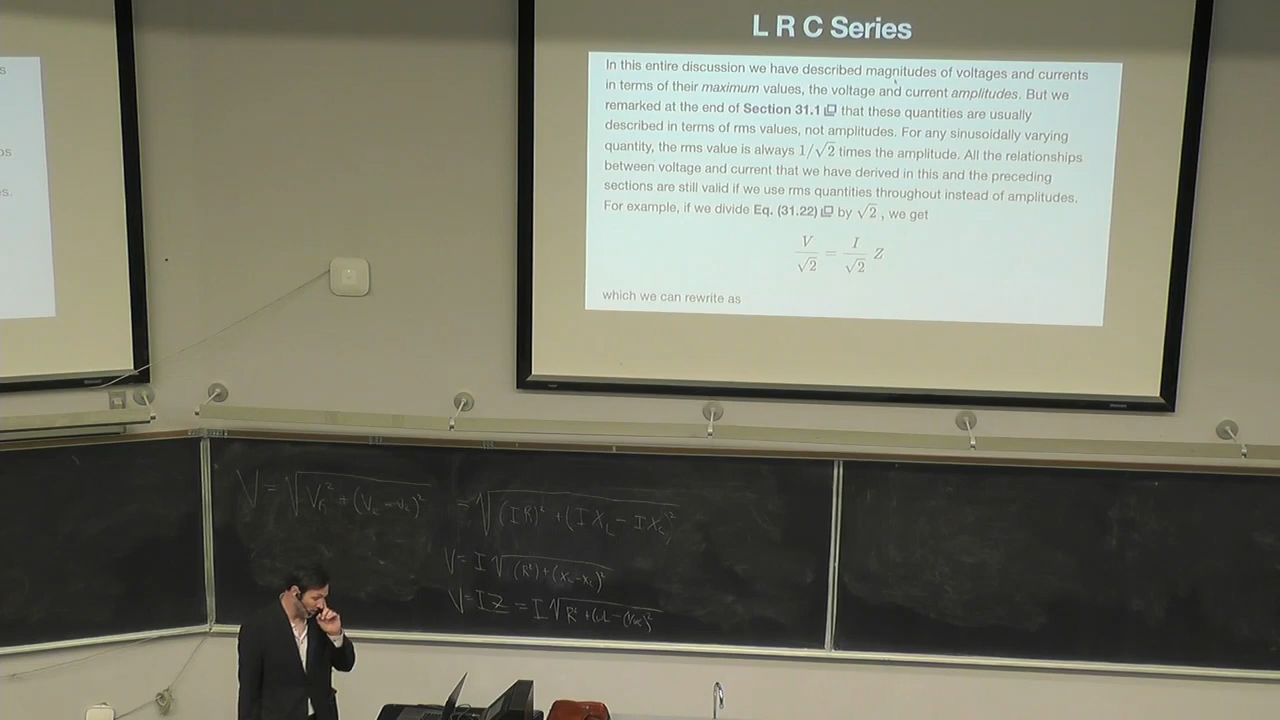 L R C Series
In this entire discussion we have described magnitudes of voltages and currents
in terms of their maximum values, the voltage and current amplitudes. But we
remarked at the end of Section 31.1 that these quantities are usually
described in terms of rms values, not amplitudes. For any sinusoidally varying
quantity, the rms value is always 1/√2 times the amplitude. All the relationships
between voltage and current that we have derived in this and the preceding
sections are still valid if we use rms quantities throughout instead of amplitudes.
For example, if we divide Eq. (31.22) by √2 , we get
V/√2 = I/√2 Z
which we can rewrite as
V = √(V_R² + (V_L - V_C)²) = √((IR)² + (I X_L - I X_C)²)
V = I √((R²) + (X_L - X_C)²)
V = IZ = I √(R² +